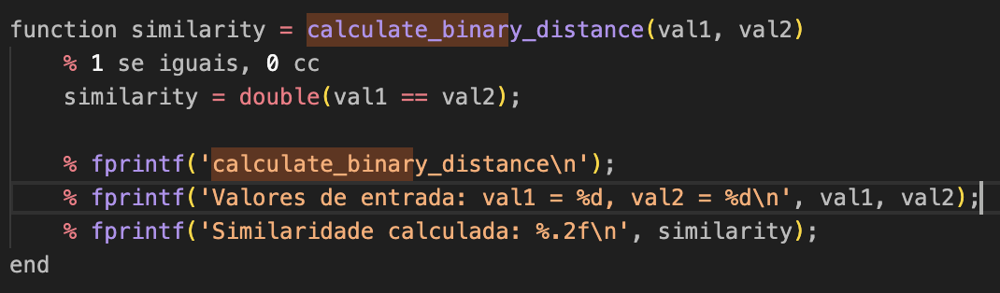 function similarity = calculate_binary_distance(val1, val2)
    % 1 se iguais, 0 cc
    similarity = double(val1 == val2);

    % fprintf('calculate_binary_distance\n');
    % fprintf('Valores de entrada: val1 = %d, val2 = %d\n', val1, val2);
    % fprintf('Similaridade calculada: %.2f\n', similarity);
end